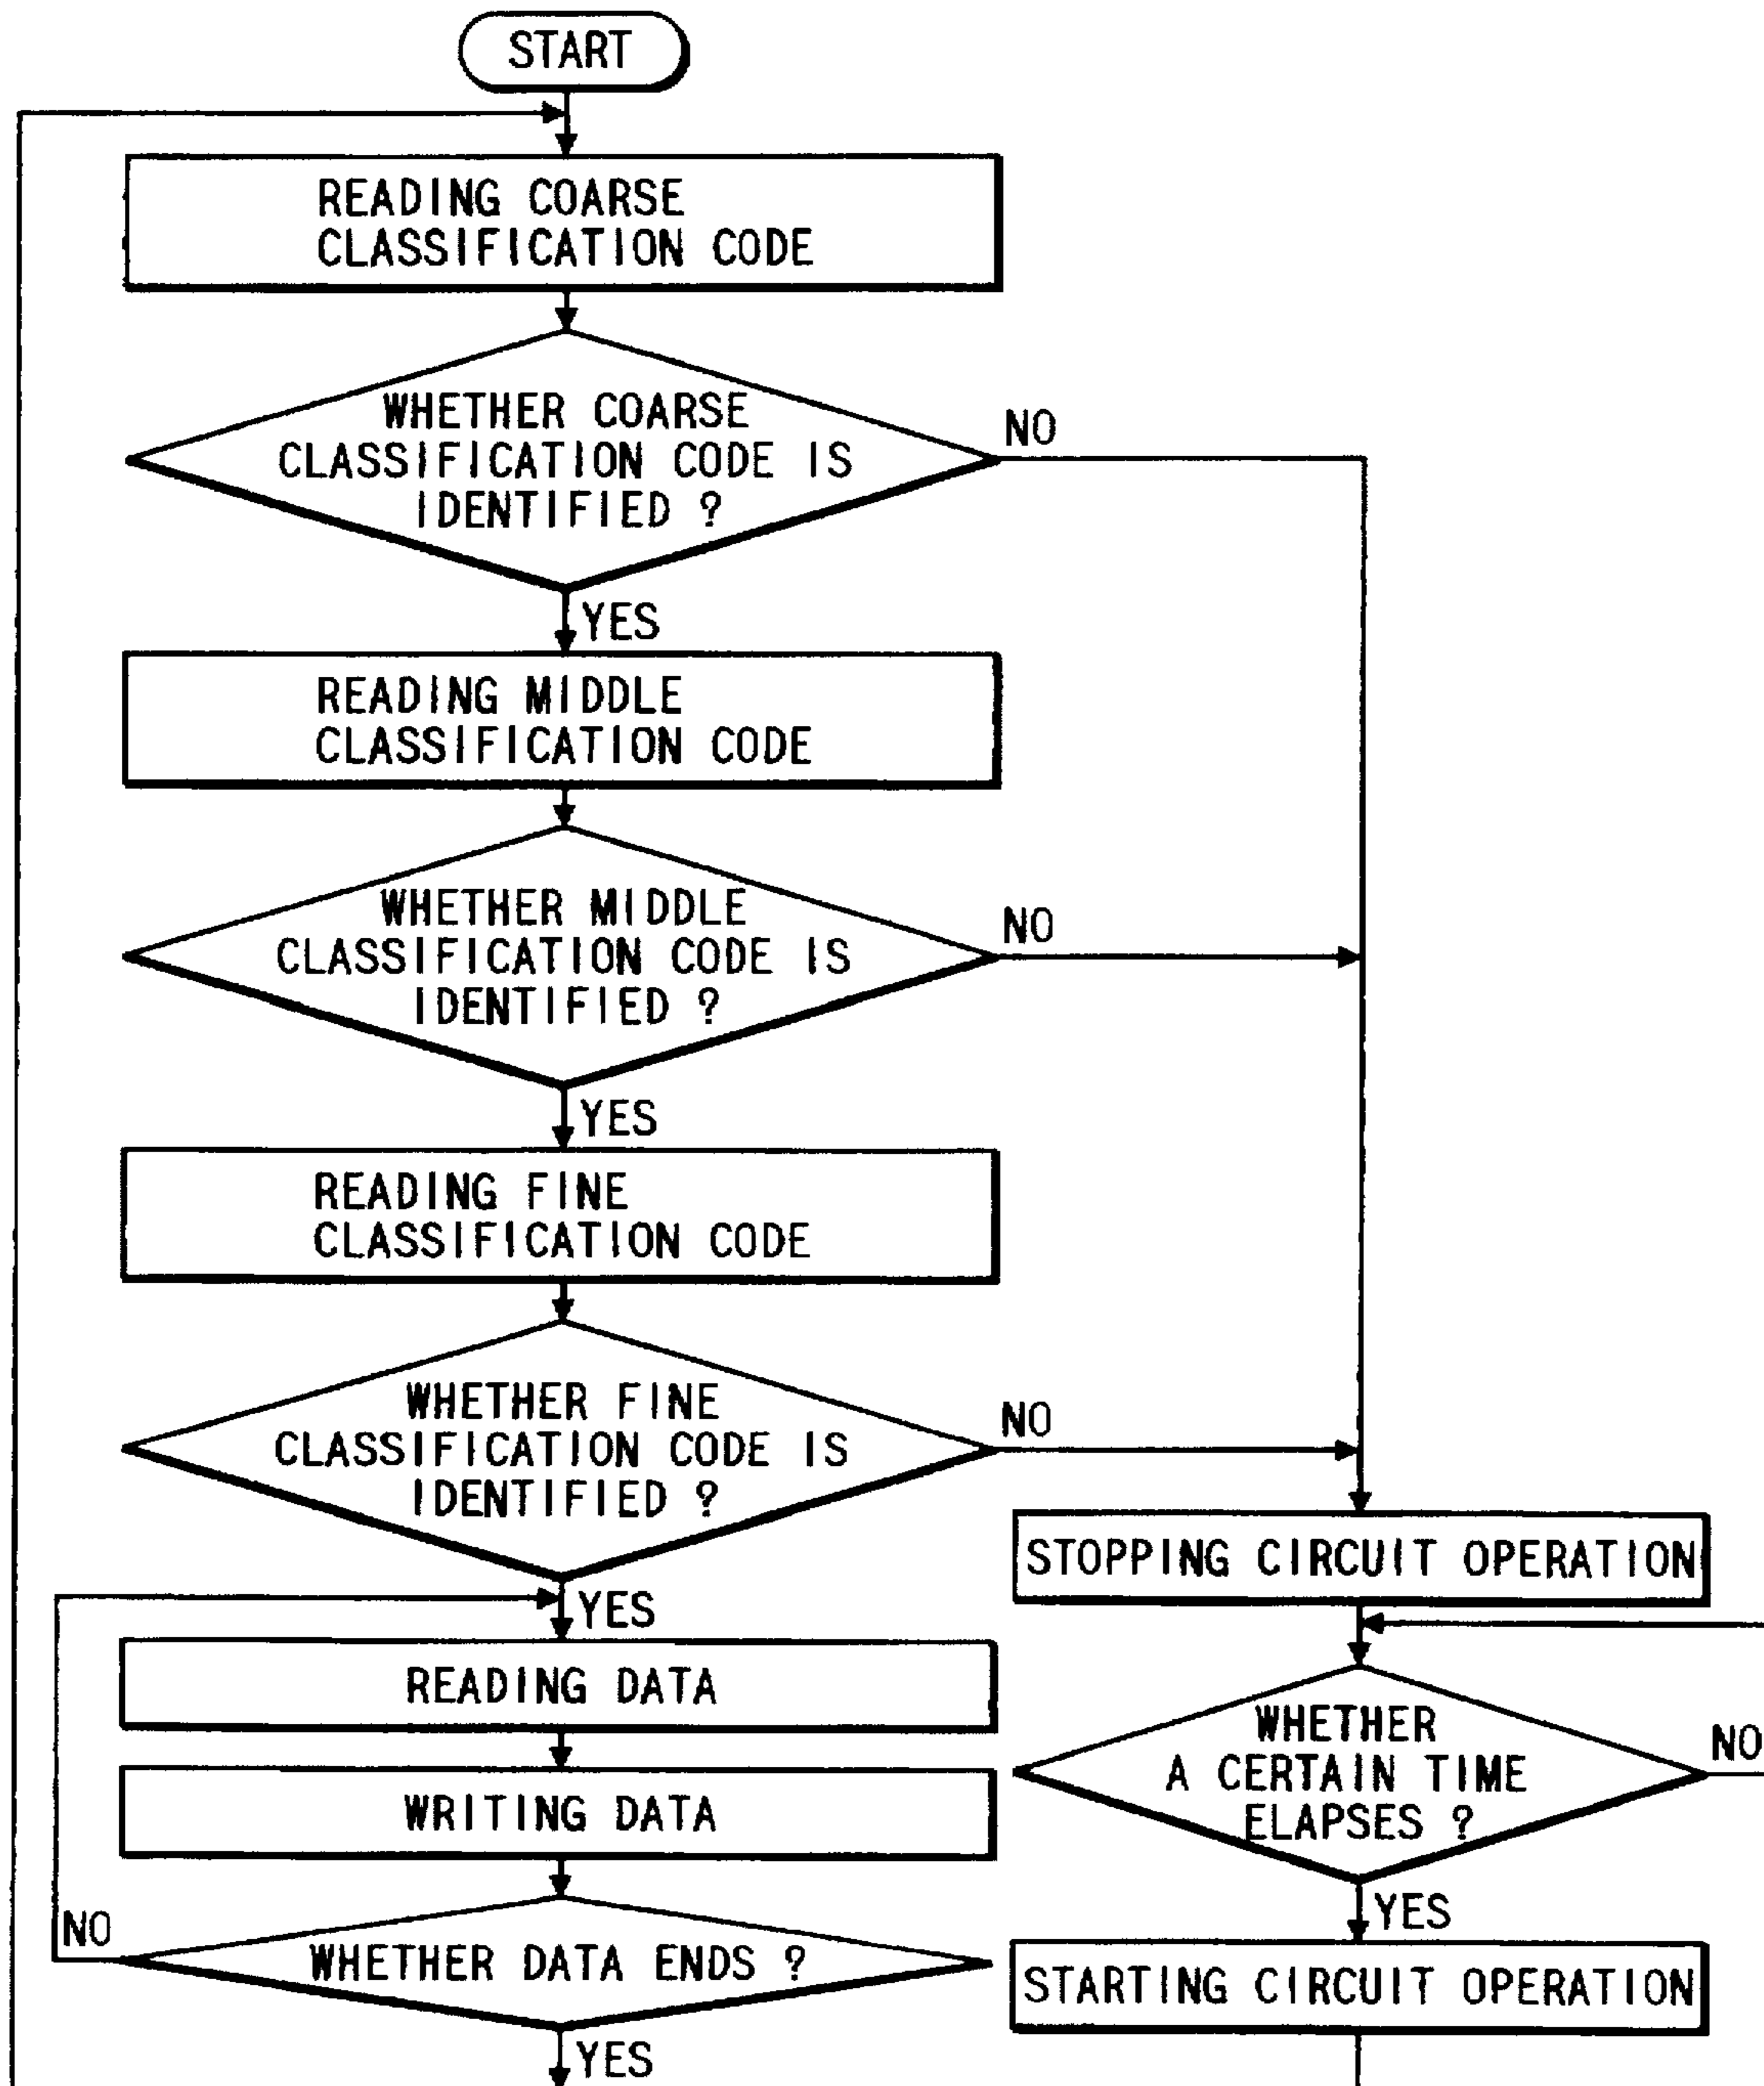 START
READING COARSE
CLASSIFICATION CODE
WHETHER COARSE
CLASSIFICATION CODE IS
IDENTIFIED ?
NO
YES
READING MIDDLE
CLASSIFICATION CODE
WHETHER MIDDLE
CLASSIFICATION CODE IS
IDENTIFIED ?
NO
YES
READING FINE
CLASSIFICATION CODE
WHETHER FINE
CLASSIFICATION CODE IS
IDENTIFIED ?
NO
YES
READING DATA
WRITING DATA
WHETHER DATA ENDS ?
NO
YES
STOPPING CIRCUIT OPERATION
WHETHER
A CERTAIN TIME
ELAPSES ?
NO
YES
STARTING CIRCUIT OPERATION